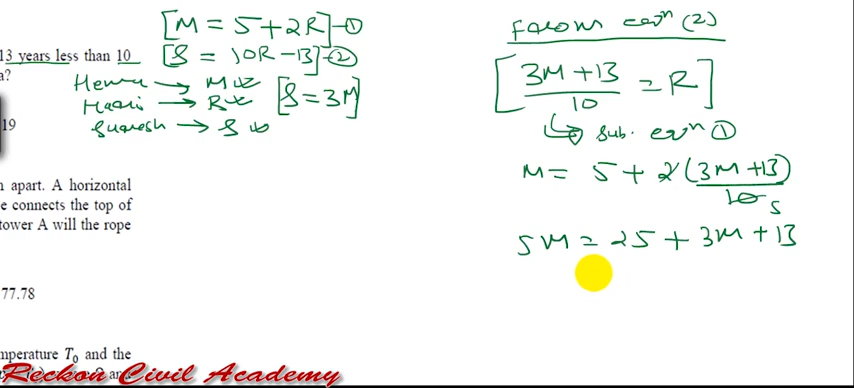 [M = 5 + 2R] - ①
13 years less than 10
[S = 10R - 13] - ②
a?
→ M
→ R
[S = 3M]
Suresh → S
19
n apart. A horizontal
e connects the top of
tower A will the rope
77.78
mperature T₀ and the
Reckon Civil Academy
From eqn (2)
[3M + 13 / 10 = R]
↳ sub. eqn ①
M = 5 + 2 (3M + 13) / 10 5
5M = 25 + 3M + 13